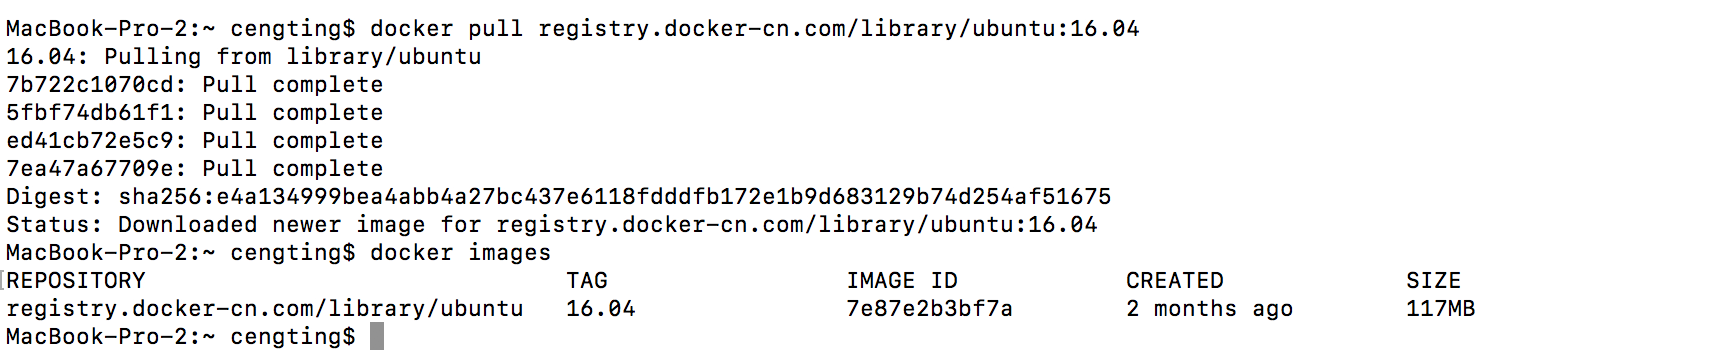 MacBook-Pro-2:~ cengting$ docker pull registry.docker-cn.com/library/ubuntu:16.04
16.04: Pulling from library/ubuntu
7b722c1070cd: Pull complete
5fbf74db61f1: Pull complete
ed41cb72e5c9: Pull complete
7ea47a67709e: Pull complete
Digest: sha256:e4a134999bea4abb4a27bc437e6118fdddfb172e1b9d683129b74d254af51675
Status: Downloaded newer image for registry.docker-cn.com/library/ubuntu:16.04
MacBook-Pro-2:~ cengting$ docker images
REPOSITORY TAG IMAGE ID CREATED SIZE
registry.docker-cn.com/library/ubuntu 16.04 7e87e2b3bf7a 2 months ago 117MB
MacBook-Pro-2:~ cengting$